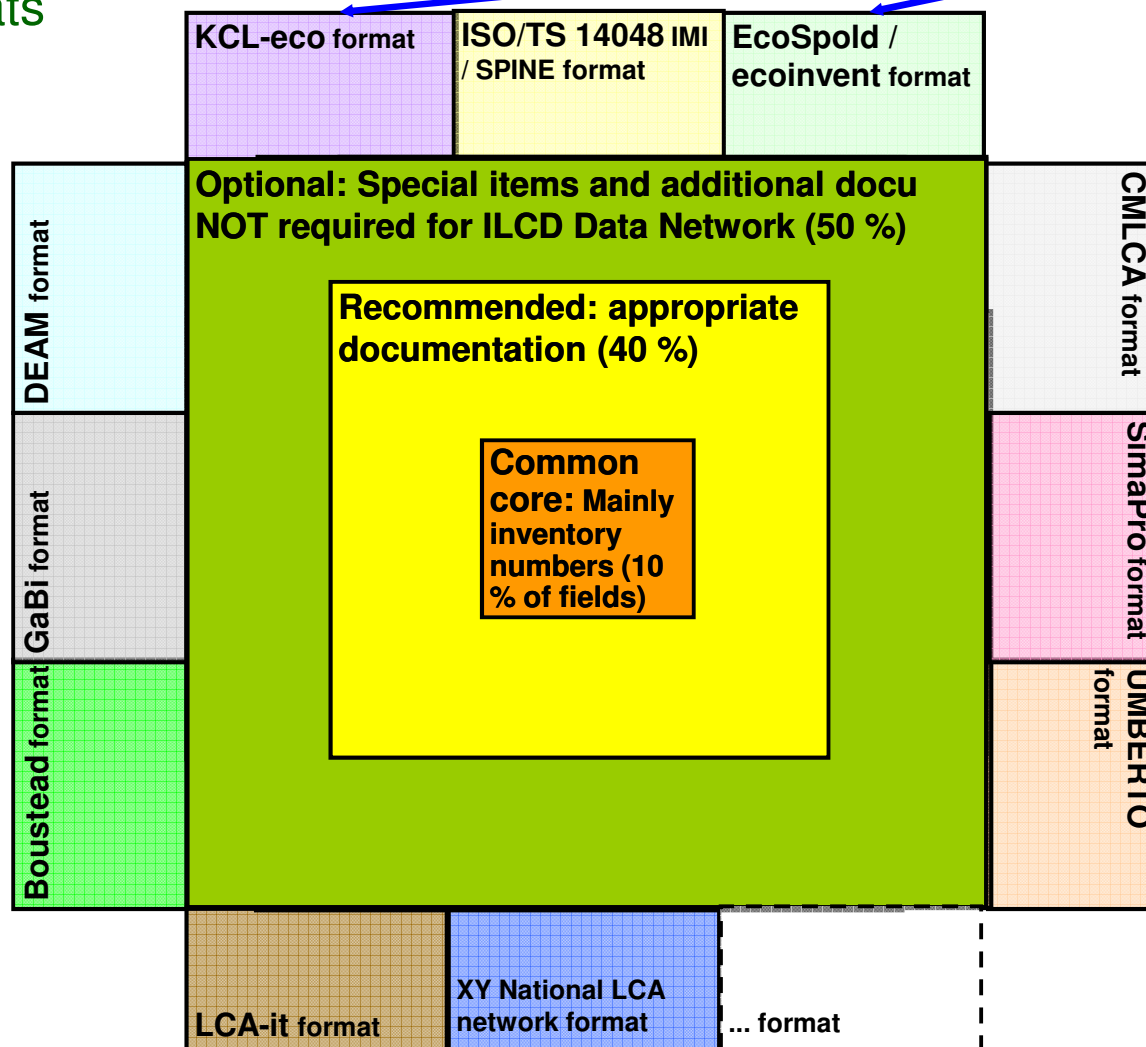 KCL-eco format
ISO/TS 14048 IMI
/ SPINE format
EcoSpold /
ecoinvent format
Optional: Special items and additional docu
NOT required for ILCD Data Network (50 %)
Recommended: appropriate
documentation (40 %)
Common
core: Mainly
inventory
numbers (10
% of fields)
DEAM format
GaBi format
Boustead format
CMLCA format
SimaPro format
UMBERTO
format
LCA-it format
XY National LCA
network format
... format